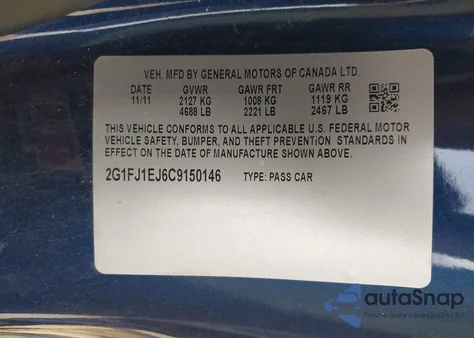 VEH. MFD BY GENERAL MOTORS OF CANADA LTD.
DATE GVWR GAWR FRT GAWR RR
11/11 2127 KG 1008 KG 1119 KG
4688 LB 2221 LB 2467 LB
THIS VEHICLE CONFORMS TO ALL APPLICABLE U.S. FEDERAL MOTOR
VEHICLE SAFETY, BUMPER, AND THEFT PREVENTION STANDARDS IN
EFFECT ON THE DATE OF MANUFACTURE SHOWN ABOVE.
2G1FJ1EJ6C9150146 TYPE: PASS CAR
autoSnap